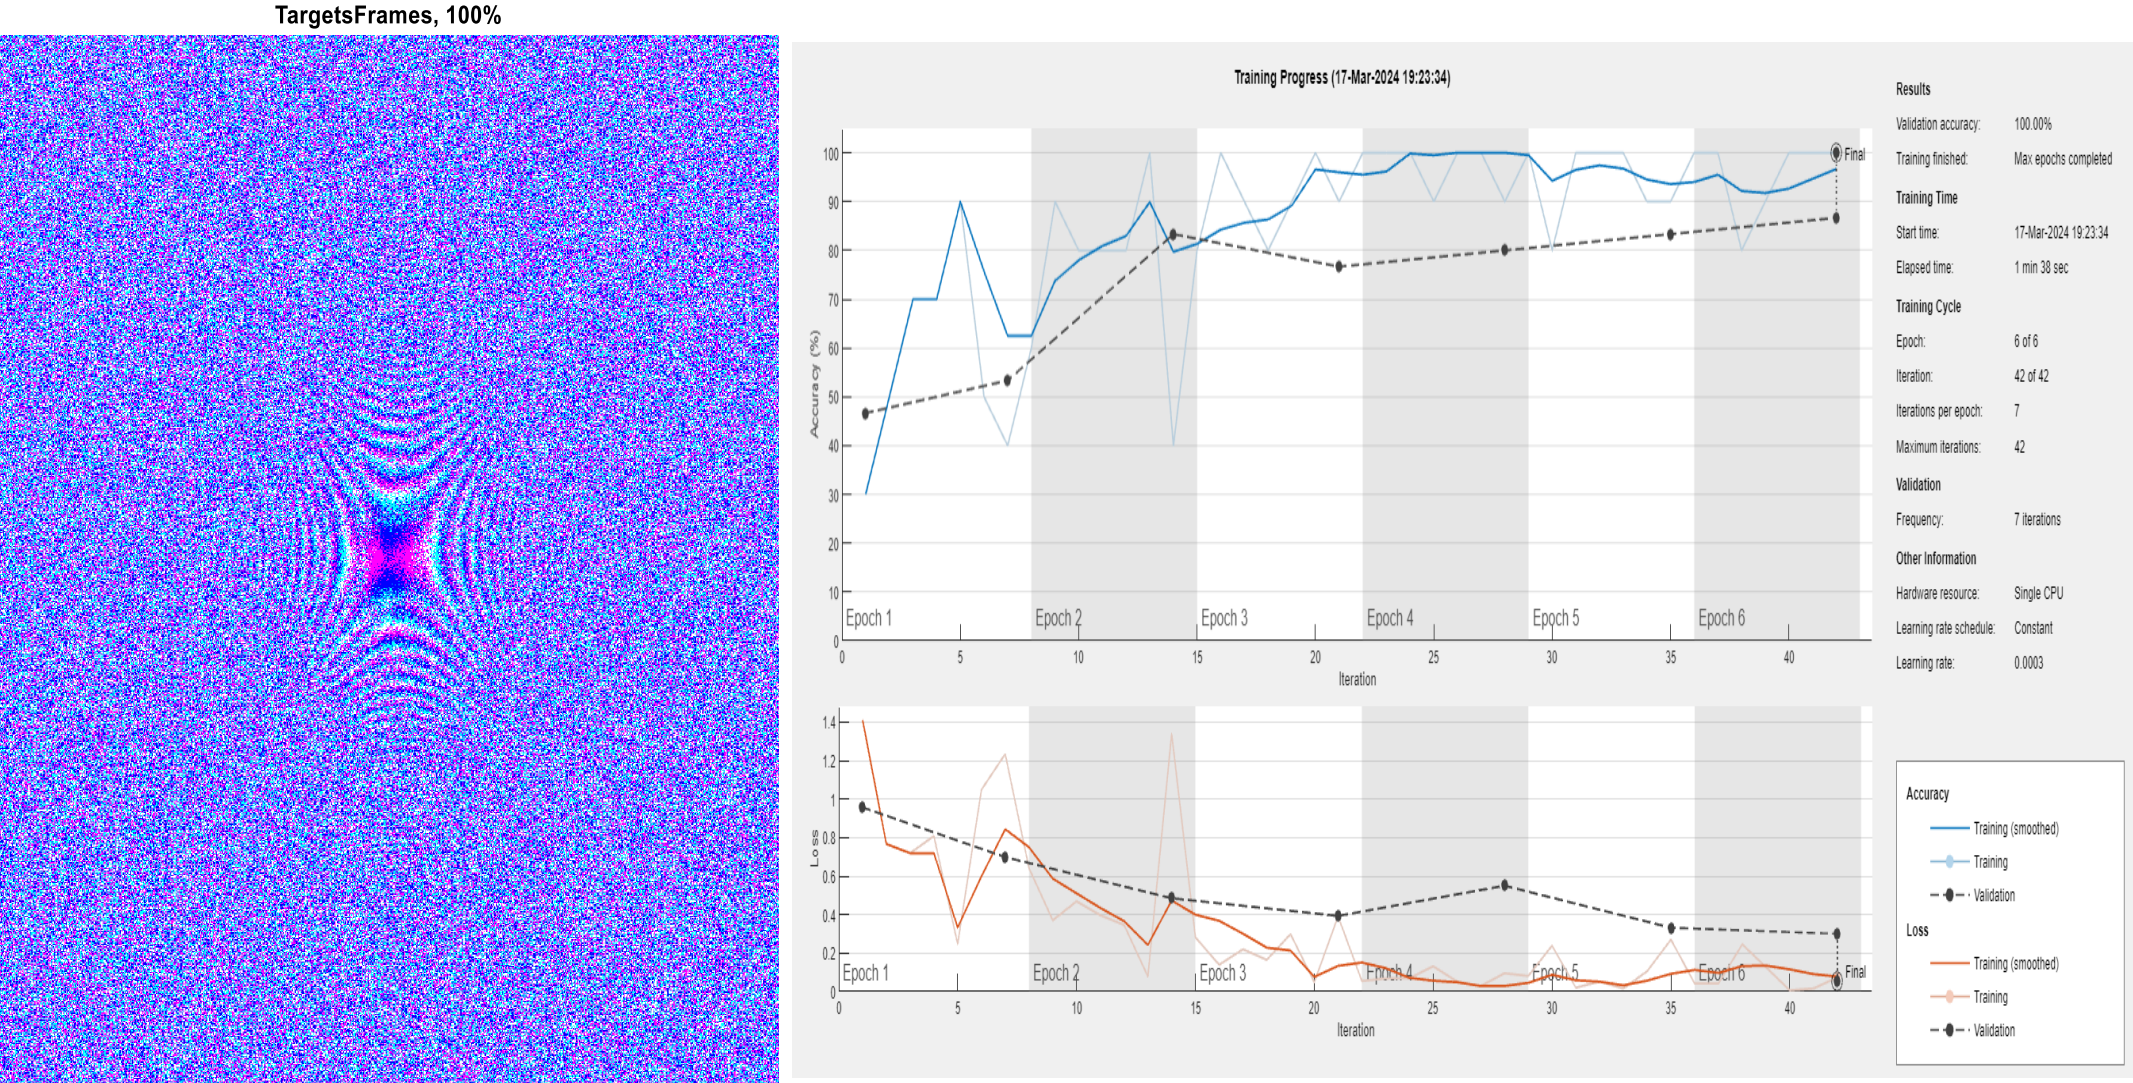 TargetsFrames, 100%
Training Progress (17-Mar-2024 19:23:34)
100
90
80
70
60
50
40
30
20
10
0
Accuracy (%)
Final
Epoch 1
Epoch 2
Epoch 3
Epoch 4
Epoch 5
Epoch 6
0
5
10
15
20
25
30
35
40
Iteration
1.4
1.2
1
0.8
0.6
0.4
0.2
0
Loss
Final
Epoch 1
Epoch 2
Epoch 3
Epoch 4
Epoch 5
Epoch 6
0
5
10
15
20
25
30
35
40
Iteration
Results
Validation accuracy: 100.00%
Training finished: Max epochs completed
Training Time
Start time: 17-Mar-2024 19:23:34
Elapsed time: 1 min 38 sec
Training Cycle
Epoch: 6 of 6
Iteration: 42 of 42
Iterations per epoch: 7
Maximum iterations: 42
Validation
Frequency: 7 iterations
Other Information
Hardware resource: Single CPU
Learning rate schedule: Constant
Learning rate: 0.0003
Accuracy
Training (smoothed)
Training
Validation
Loss
Training (smoothed)
Training
Validation